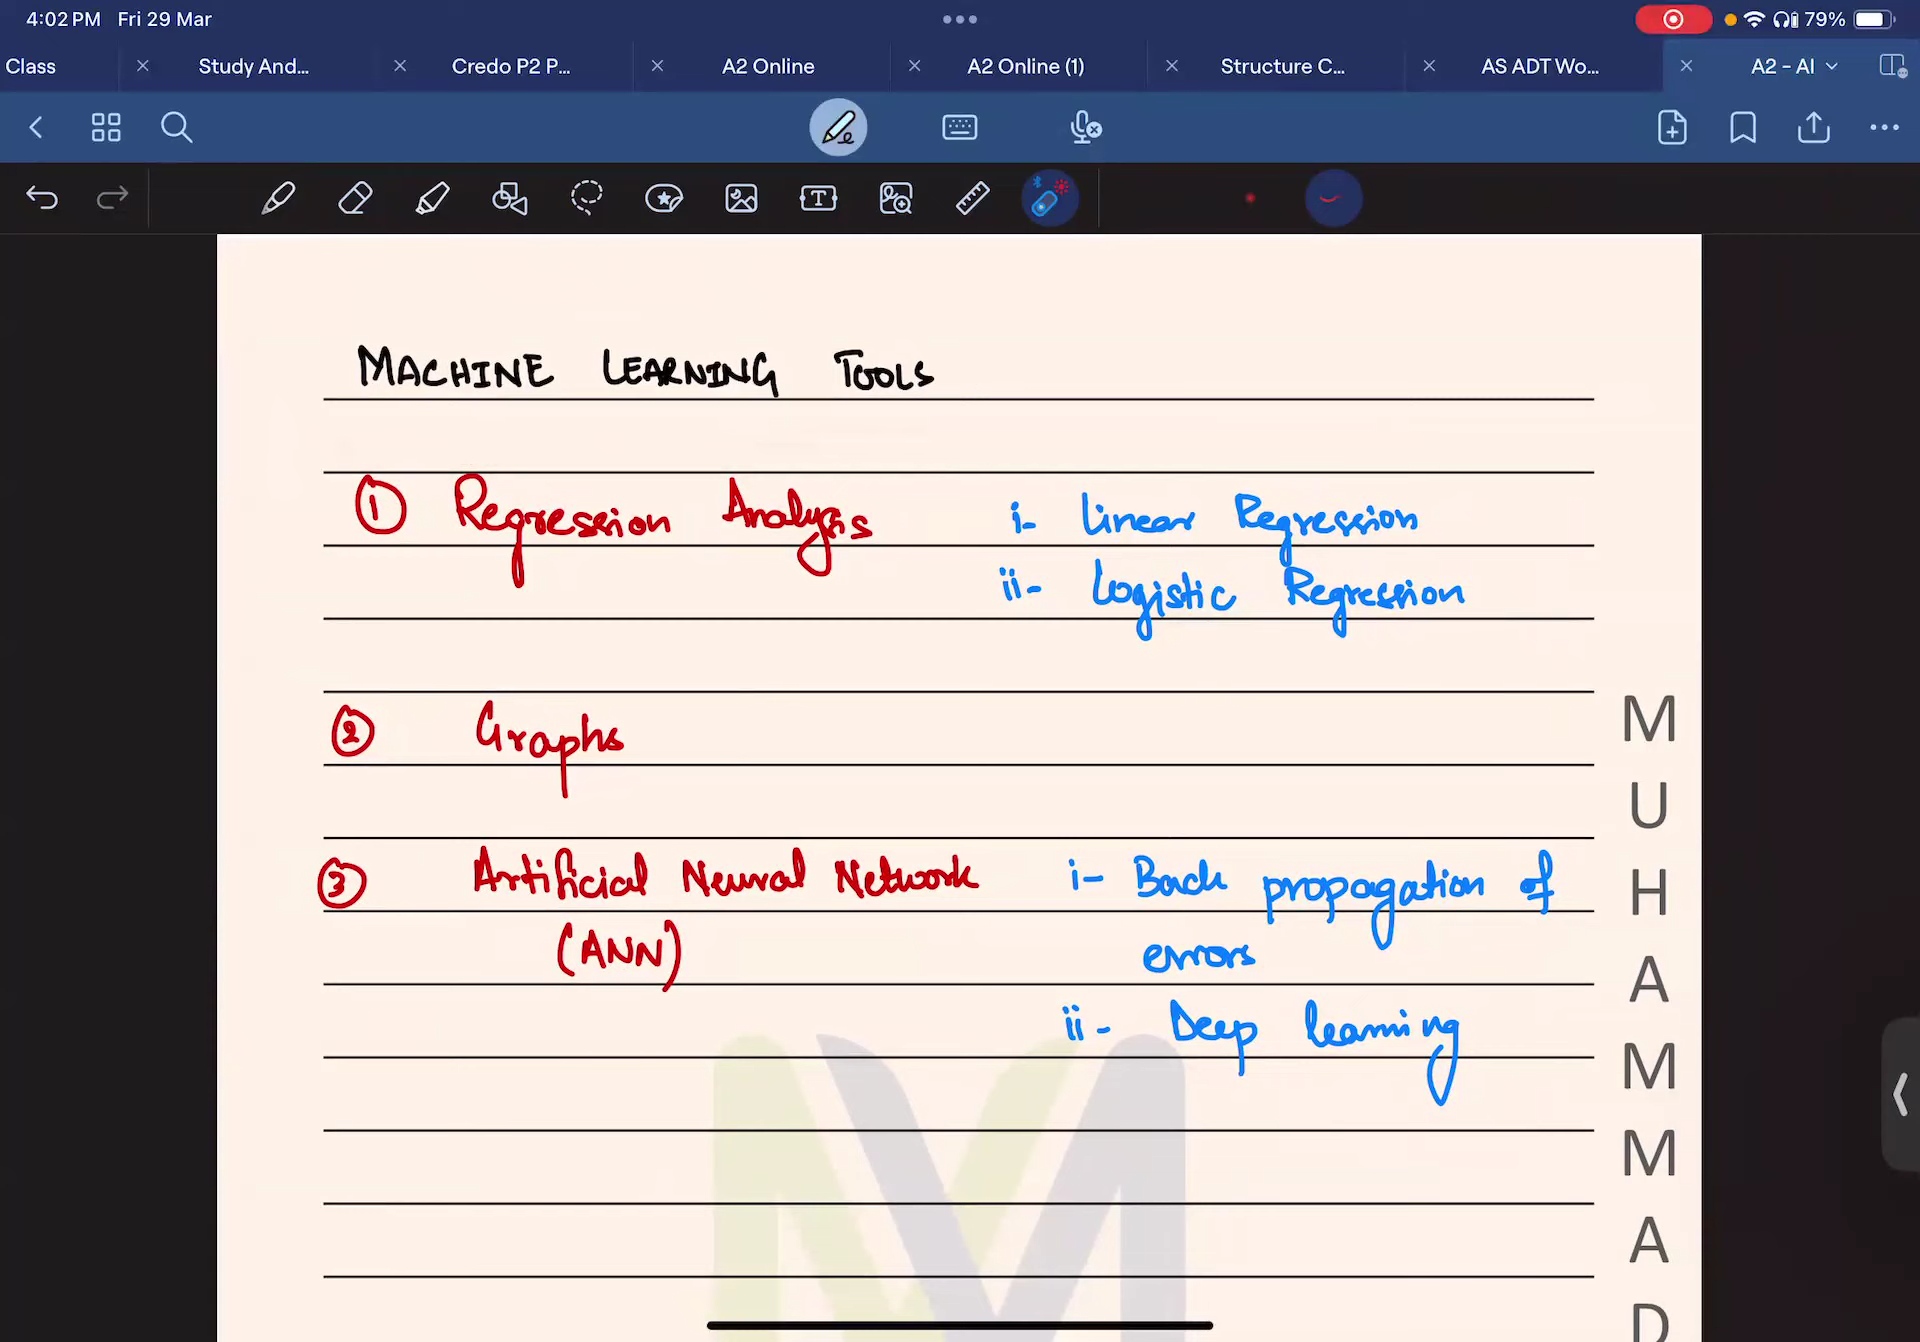 4:02 PM Fri 29 Mar 79%
Class Study And... Credo P2 P... A2 Online A2 Online (1) Structure C... AS ADT Wo... A2 - AI
MACHINE LEARNING TOOLS
① Regression Analysis i- Linear Regression
ii- Logistic Regression
② Graphs
③ Artificial Neural Network i- Back propagation of
(ANN) errors
ii- Deep learning
M
U
H
A
M
M
A
D